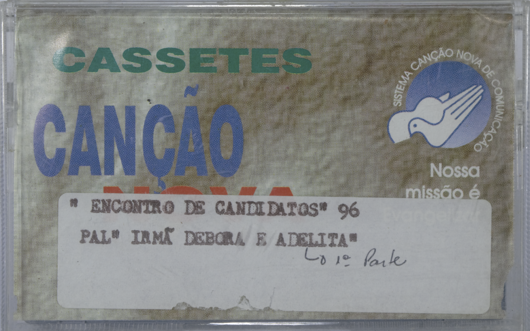 CASSETES
SISTEMA CANÇÃO NOVA DE COMUNICAÇÃO
CANÇÃO
NOVA
Nossa
missão é
" ENCONTRO DE CANDIDATOS" 96
PAL" IRMÃ DEBORA E ADELITA"
1ª Parte